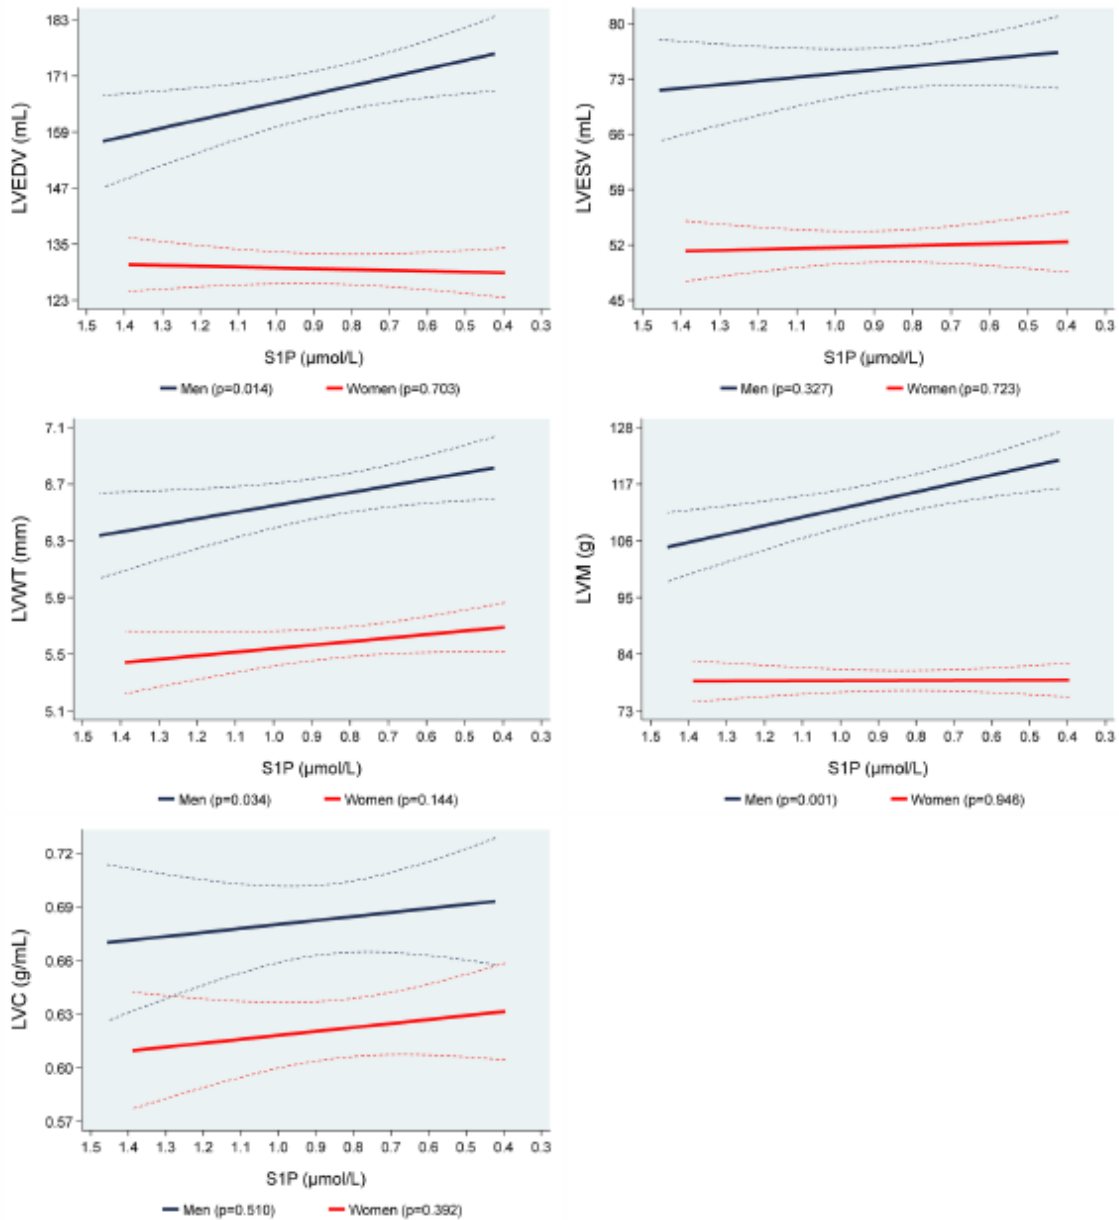 LVEDV (mL)
183
171
159
147
135
123
1.5 1.4 1.3 1.2 1.1 1.0 0.9 0.8 0.7 0.6 0.5 0.4 0.3
S1P (µmol/L)
Men (p=0.014) Women (p=0.703)
LVESV (mL)
80
73
66
59
52
45
1.5 1.4 1.3 1.2 1.1 1.0 0.9 0.8 0.7 0.6 0.5 0.4 0.3
S1P (µmol/L)
Men (p=0.327) Women (p=0.723)
LVWT (mm)
7.1
6.7
6.3
5.9
5.5
5.1
1.5 1.4 1.3 1.2 1.1 1.0 0.9 0.8 0.7 0.6 0.5 0.4 0.3
S1P (µmol/L)
Men (p=0.034) Women (p=0.144)
LVM (g)
128
117
106
95
84
73
1.5 1.4 1.3 1.2 1.1 1.0 0.9 0.8 0.7 0.6 0.5 0.4 0.3
S1P (µmol/L)
Men (p=0.001) Women (p=0.946)
LVC (g/mL)
0.72
0.69
0.66
0.63
0.60
0.57
1.5 1.4 1.3 1.2 1.1 1.0 0.9 0.8 0.7 0.6 0.5 0.4 0.3
S1P (µmol/L)
Men (p=0.510) Women (p=0.392)